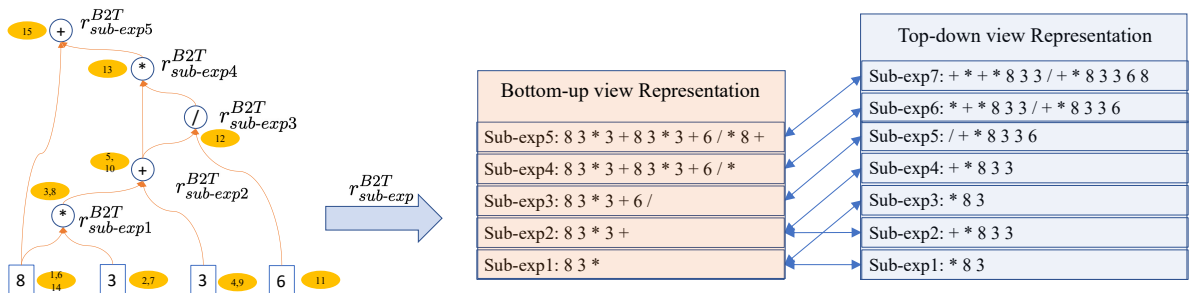 15 + r^{B2T}_{sub-exp5}
13 * r^{B2T}_{sub-exp4}
/ r^{B2T}_{sub-exp3}
12
5, 10 +
r^{B2T}_{sub-exp2}
3,8
* r^{B2T}_{sub-exp1}
8 1,6 14 3 2,7 3 4,9 6 11
r^{B2T}_{sub-exp}
Bottom-up view Representation
Sub-exp5: 8 3 * 3 + 8 3 * 3 + 6 / * 8 +
Sub-exp4: 8 3 * 3 + 8 3 * 3 + 6 / *
Sub-exp3: 8 3 * 3 + 6 /
Sub-exp2: 8 3 * 3 +
Sub-exp1: 8 3 *
Top-down view Representation
Sub-exp7: + * + * 8 3 3 / + * 8 3 3 6 8
Sub-exp6: * + * 8 3 3 / + * 8 3 3 6
Sub-exp5: / + * 8 3 3 6
Sub-exp4: + * 8 3 3
Sub-exp3: * 8 3
Sub-exp2: + * 8 3 3
Sub-exp1: * 8 3